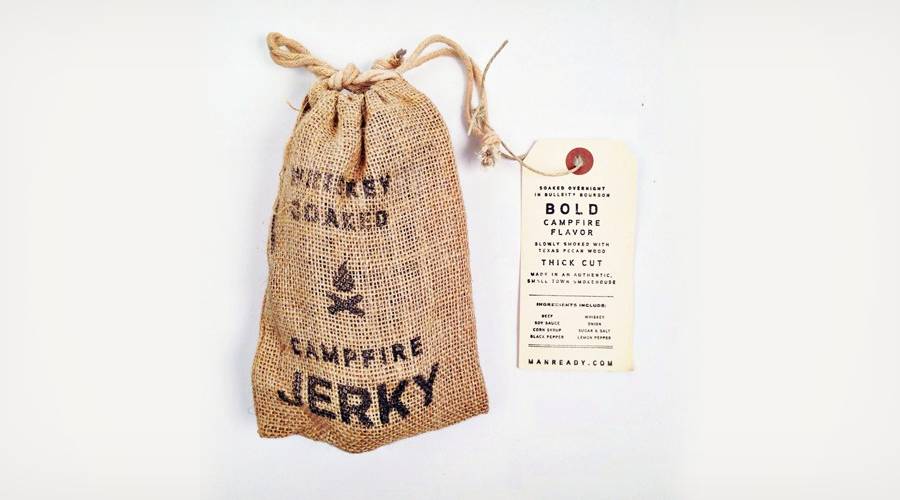 WHISKEY
SOAKED
CAMPFIRE
JERKY
SOAKED OVERNIGHT
IN BULLEIT BOURBON
BOLD
CAMPFIRE
FLAVOR
SLOWLY SMOKED WITH
TEXAS PECAN WOOD
THICK CUT
MADE IN AN AUTHENTIC,
SMALL TOWN SMOKEHOUSE
INGREDIENTS INCLUDE:
BEEF
SOY SAUCE
CORN SYRUP
BLACK PEPPER
WHISKEY
ONION
SUGAR & SALT
LEMON PEPPER
MANREADY.COM